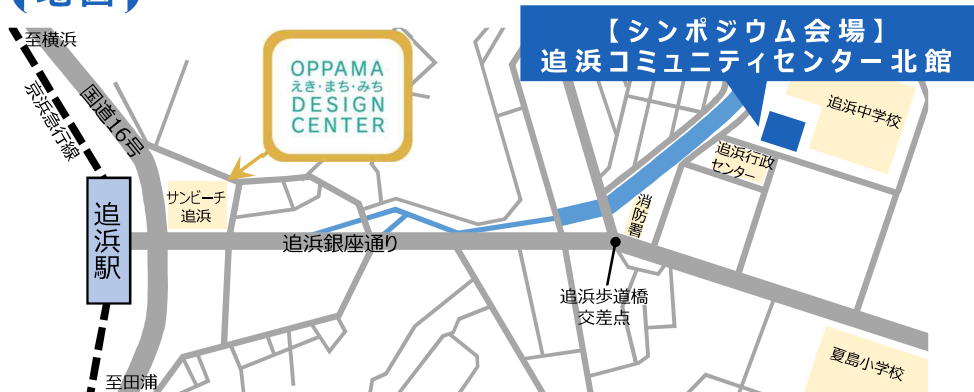 【地図】
【シンポジウム会場】
追浜コミュニティセンター北館
至横浜
国道16号
京浜急行線
OPPAMA
えき・まち・みち
DESIGN
CENTER
追浜中学校
追浜行政
センター
サンビーチ
追浜
消防署
追浜駅
追浜銀座通り
追浜歩道橋
交差点
夏島小学校
至田浦